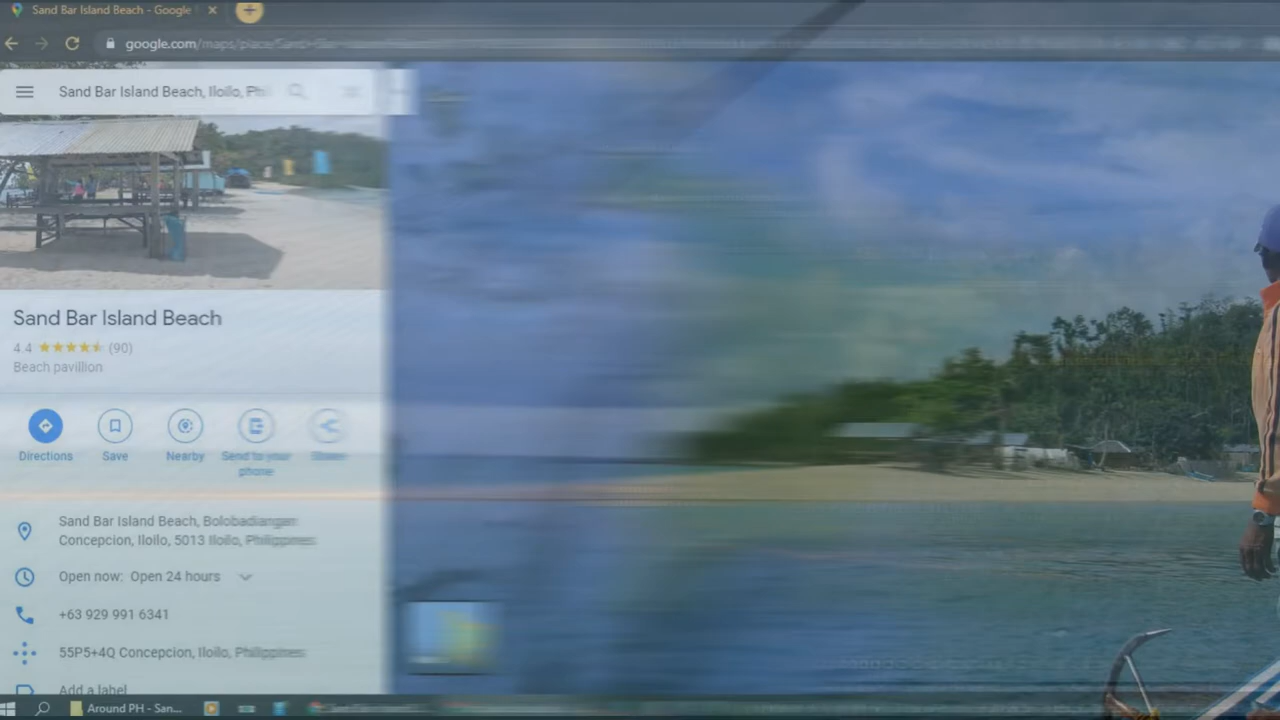 Sand Bar Island Beach - Google
google.com/maps/place/
Sand Bar Island Beach, Iloilo, Ph
Sand Bar Island Beach
4.4 (90)
Beach pavilion
Directions
Save
Nearby
Send to your
phone
Share
Sand Bar Island Beach, Bolobadiangan
Concepcion, Iloilo, 5013 Iloilo, Philippines
Open now: Open 24 hours
+63 929 991 6341
55P5+4Q Concepcion, Iloilo, Philippines
Add a label
Around PH - San...